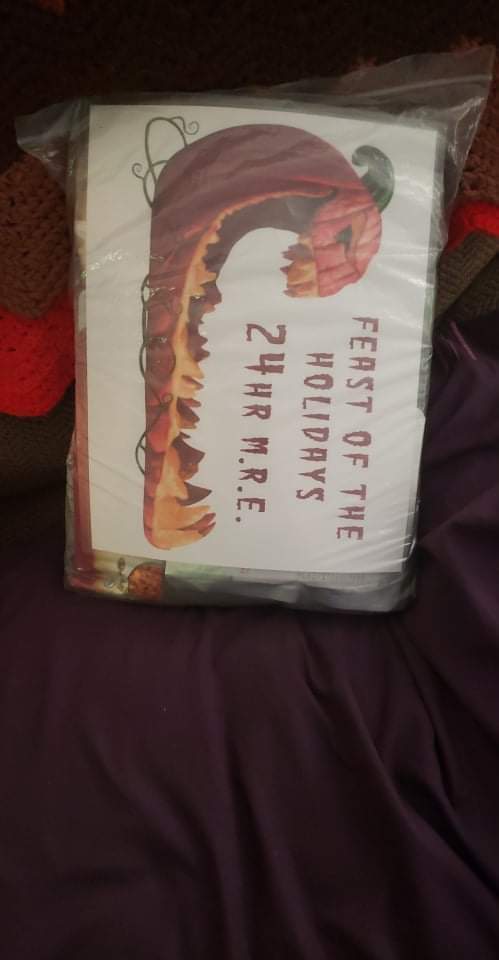 FEAST OF THE
HOLIDAYS
24HR M.R.E.